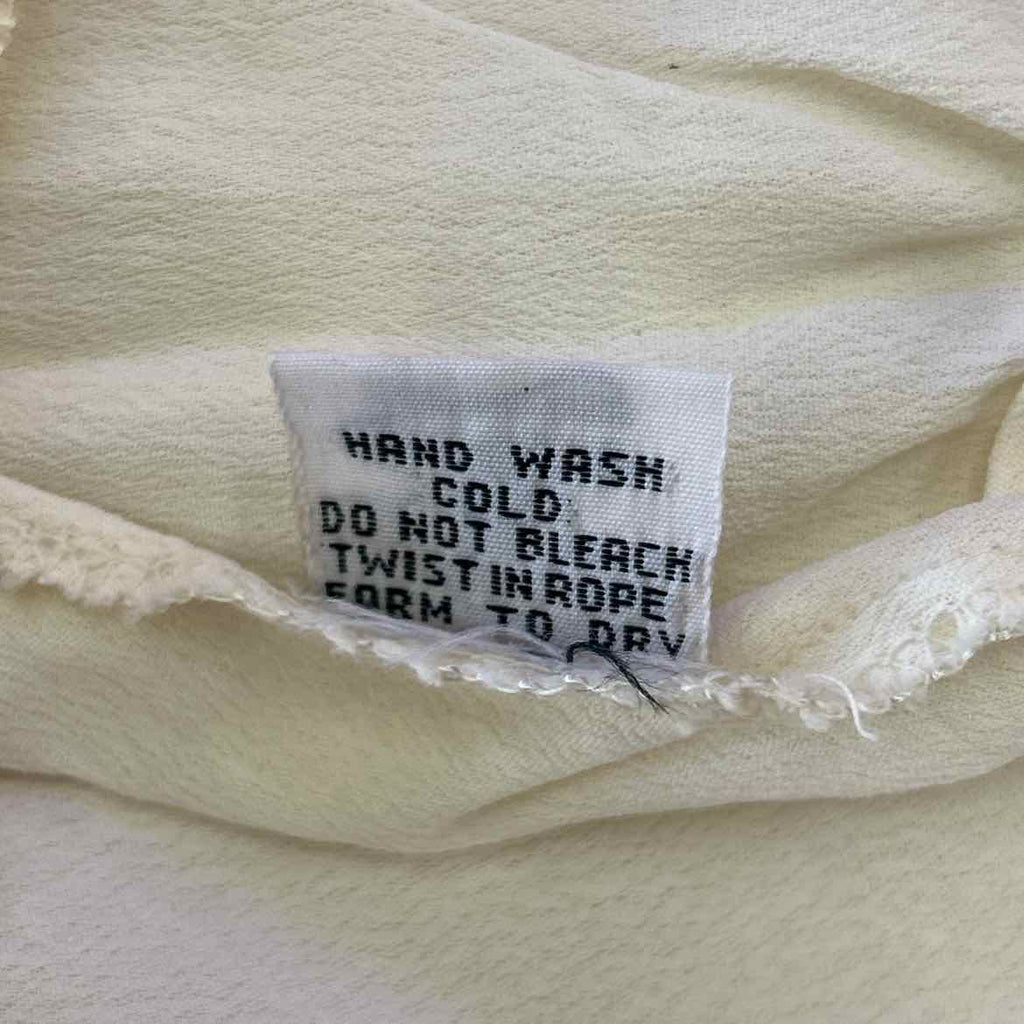 HAND WASH
COLD
DO NOT BLEACH
TWIST IN ROPE
FORM TO DRY